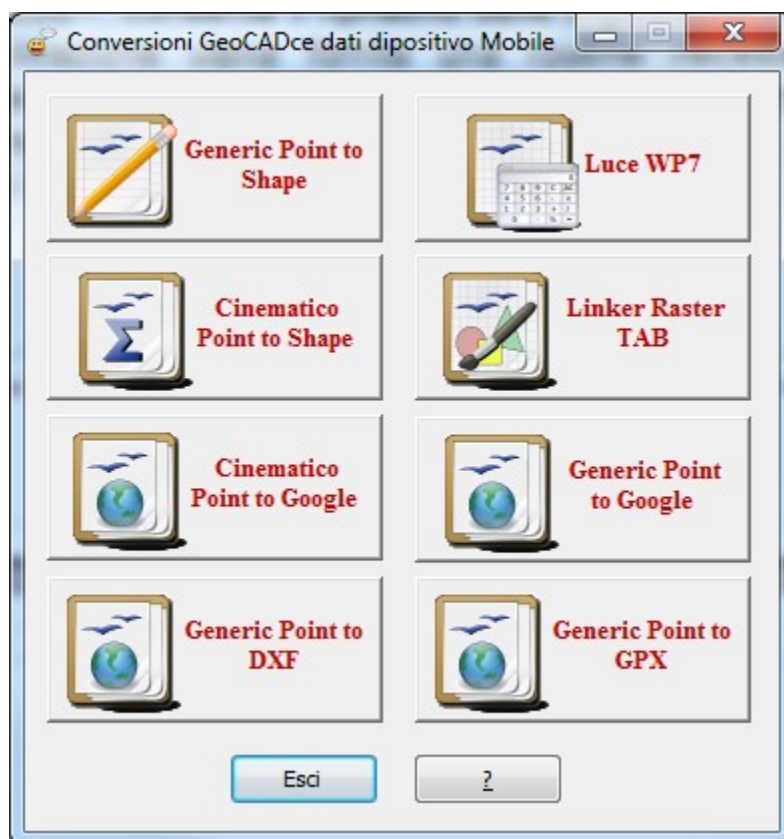 Conversioni GeoCADce dati dipositivo Mobile
Generic Point to
Shape
Luce WP7
Cinematico
Point to Shape
Linker Raster
TAB
Cinematico
Point to Google
Generic Point
to Google
Generic Point to
DXF
Generic Point to
GPX
Esci
?